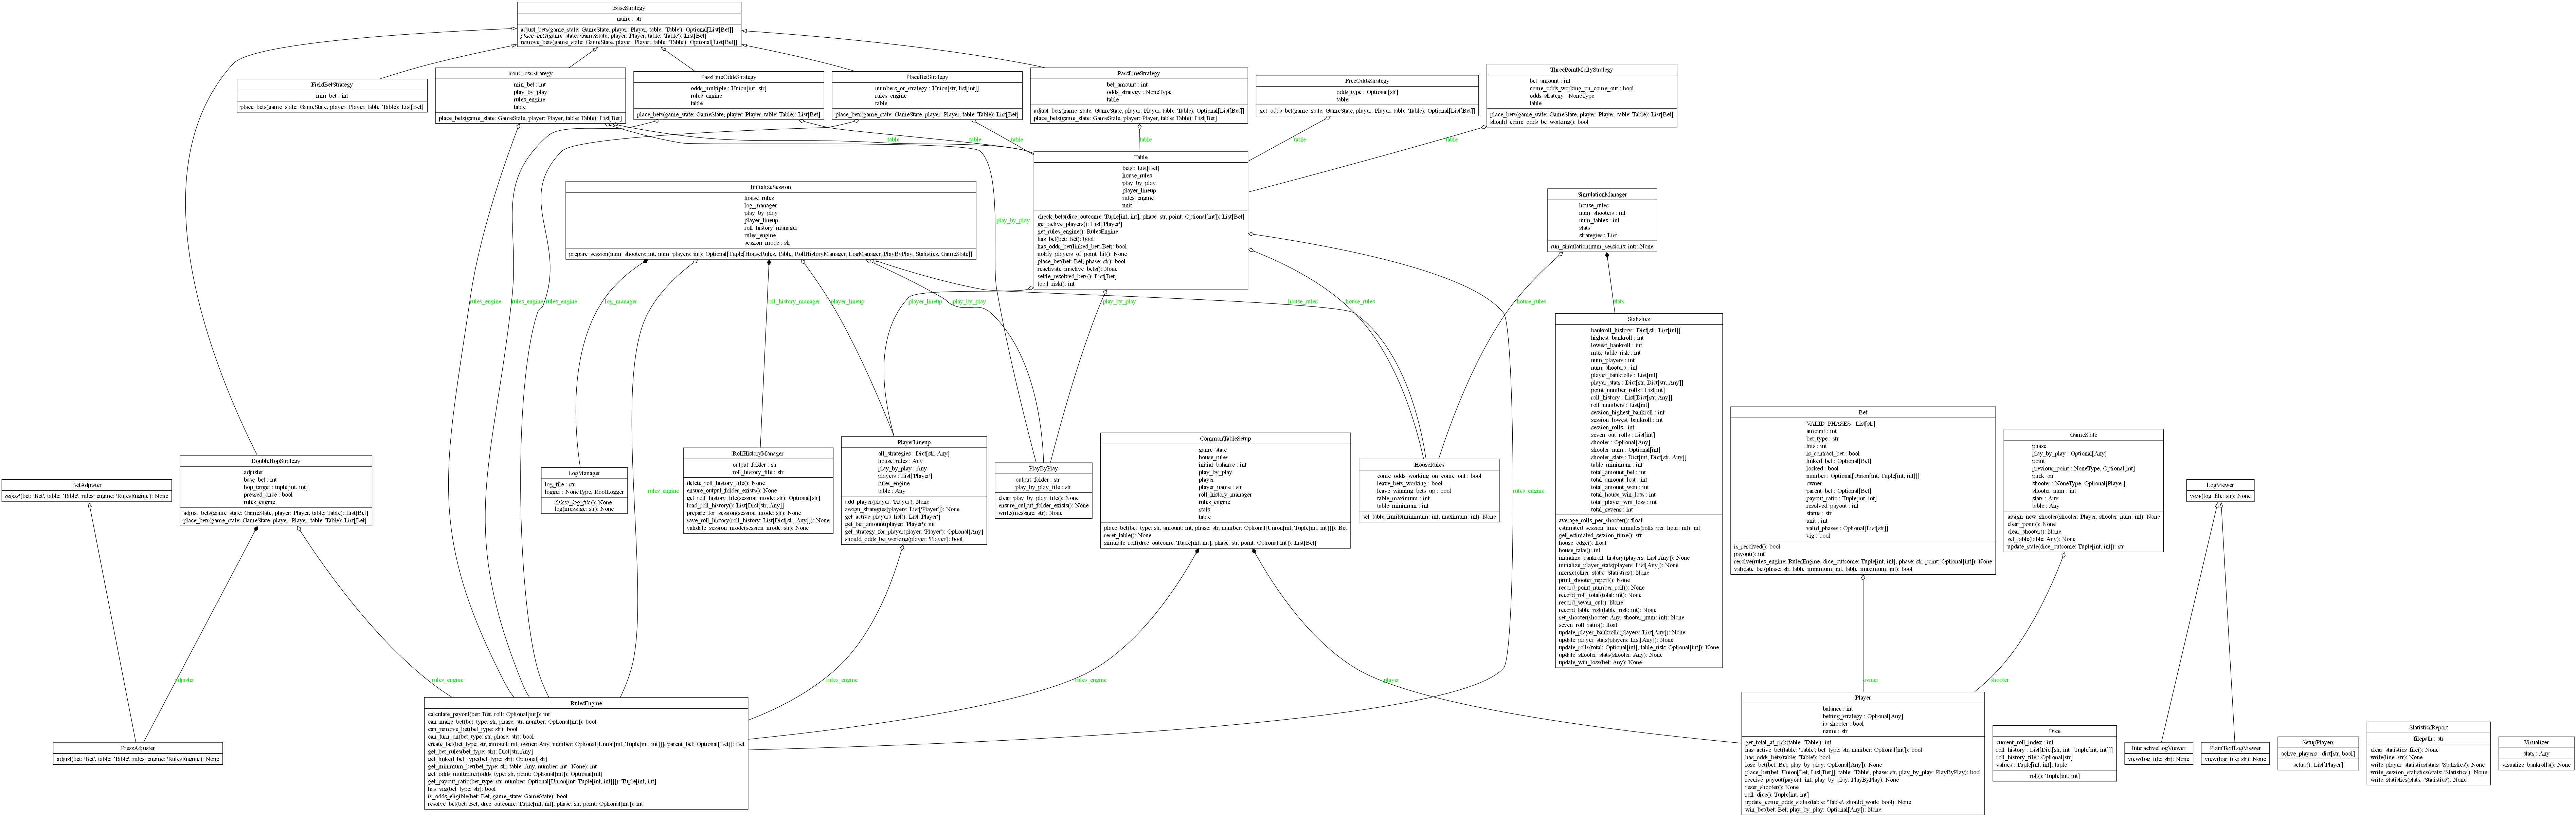 BaseStrategy
name : str
adjust_bets(game_state: GameState, player: Player, table: 'Table'): Optional[List[Bet]]
place_bets(game_state: GameState, player: Player, table: 'Table'): List[Bet]
remove_bets(game_state: GameState, player: Player, table: 'Table'): Optional[List[Bet]]
FieldBetStrategy
min_bet : int
place_bets(game_state: GameState, player: Player, table: Table): List[Bet]
IronCrossStrategy
min_bet : int
play_by_play
rules_engine
table
place_bets(game_state: GameState, player: Player, table: Table): List[Bet]
PassLineOddsStrategy
odds_multiple : Union[int, str]
rules_engine
table
place_bets(game_state: GameState, player: Player, table: Table): List[Bet]
PlaceBetStrategy
numbers_or_strategy : Union[str, list[int]]
rules_engine
table
place_bets(game_state: GameState, player: Player, table: Table): List[Bet]
PassLineStrategy
bet_amount : int
odds_strategy : NoneType
table
adjust_bets(game_state: GameState, player: Player, table: Table): Optional[List[Bet]]
place_bets(game_state: GameState, player: Player, table: Table): List[Bet]
FreeOddsStrategy
odds_type : Optional[str]
table
get_odds_bet(game_state: GameState, player: Player, table: Table): Optional[List[Bet]]
ThreePointMollyStrategy
bet_amount : int
come_odds_working_on_come_out : bool
odds_strategy : NoneType
table
place_bets(game_state: GameState, player: Player, table: Table): List[Bet]
should_come_odds_be_working(): bool
table
table
table
table
table
table
Table
bets : List[Bet]
house_rules
play_by_play
player_lineup
rules_engine
unit
check_bets(dice_outcome: Tuple[int, int], phase: str, point: Optional[int]): List[Bet]
get_active_players(): List['Player']
get_rules_engine(): RulesEngine
has_bet(bet: Bet): bool
has_odds_bet(linked_bet: Bet): bool
notify_players_of_point_hit(): None
place_bet(bet: Bet, phase: str): bool
reactivate_inactive_bets(): None
settle_resolved_bets(): List[Bet]
total_risk(): int
InitializeSession
house_rules
log_manager
play_by_play
player_lineup
roll_history_manager
rules_engine
session_mode : str
prepare_session(num_shooters: int, num_players: int): Optional[Tuple[HouseRules, Table, RollHistoryManager, LogManager, PlayByPlay, Statistics, GameState]]
SimulationManager
house_rules
num_shooters : int
num_tables : int
stats
strategies : List
run_simulation(num_sessions: int): None
play_by_play
rules_engine
rules_engine
rules_engine
log_manager
roll_history_manager
player_lineup
player_lineup
play_by_play
play_by_play
house_rules
house_rules
house_rules
stats
Statistics
bankroll_history : Dict[str, List[int]]
highest_bankroll : int
lowest_bankroll : int
max_table_risk : int
num_players : int
num_shooters : int
player_bankrolls : List[int]
player_stats : Dict[str, Dict[str, Any]]
point_number_rolls : List[int]
roll_history : List[Dict[str, Any]]
roll_numbers : List[int]
session_highest_bankroll : int
session_lowest_bankroll : int
session_rolls : int
seven_out_rolls : List[int]
shooter : Optional[Any]
shooter_num : Optional[int]
shooter_stats : Dict[int, Dict[str, Any]]
table_minimum : int
total_amount_bet : int
total_amount_lost : int
total_amount_won : int
total_house_win_loss : int
total_player_win_loss : int
total_sevens : int
average_rolls_per_shooter(): float
estimated_session_time_minutes(rolls_per_hour: int): int
get_estimated_session_time(): str
house_edge(): float
house_take(): int
initialize_bankroll_history(players: List[Any]): None
initialize_player_stats(players: List[Any]): None
merge(other_stats: 'Statistics'): None
print_shooter_report(): None
record_point_number_roll(): None
record_roll_total(total: int): None
record_seven_out(): None
record_table_risk(table_risk: int): None
set_shooter(shooter: Any, shooter_num: int): None
seven_roll_ratio(): float
update_player_bankrolls(players: List[Any]): None
update_player_stats(players: List[Any]): None
update_rolls(total: Optional[int], table_risk: Optional[int]): None
update_shooter_stats(shooter: Any): None
update_win_loss(bet: Any): None
Bet
VALID_PHASES : List[str]
amount : int
bet_type : str
hits : int
is_contract_bet : bool
linked_bet : Optional[Bet]
locked : bool
number : Optional[Union[int, Tuple[int, int]]]
owner
parent_bet : Optional[Bet]
payout_ratio : Tuple[int, int]
resolved_payout : int
status : str
unit : int
valid_phases : Optional[List[str]]
vig : bool
is_resolved(): bool
payout(): int
resolve(rules_engine: RulesEngine, dice_outcome: Tuple[int, int], phase: str, point: Optional[int]): None
validate_bet(phase: str, table_minimum: int, table_maximum: int): bool
GameState
phase
play_by_play : Optional[Any]
point
previous_point : NoneType, Optional[int]
puck_on
shooter : NoneType, Optional[Player]
shooter_num : int
stats : Any
table : Any
assign_new_shooter(shooter: Player, shooter_num: int): None
clear_point(): None
clear_shooter(): None
set_table(table: Any): None
update_state(dice_outcome: Tuple[int, int]): str
LogViewer
view(log_file: str): None
BetAdjuster
adjust(bet: 'Bet', table: 'Table', rules_engine: 'RulesEngine'): None
DoubleHopStrategy
adjuster
base_bet : int
hop_target : tuple[int, int]
pressed_once : bool
rules_engine
adjust_bets(game_state: GameState, player: Player, table: Table): List[Bet]
place_bets(game_state: GameState, player: Player, table: Table): List[Bet]
LogManager
log_file : str
logger : NoneType, RootLogger
delete_log_file(): None
log(message: str): None
RollHistoryManager
output_folder : str
roll_history_file : str
delete_roll_history_file(): None
ensure_output_folder_exists(): None
get_roll_history_file(session_mode: str): Optional[str]
load_roll_history(): List[Dict[str, Any]]
prepare_for_session(session_mode: str): None
save_roll_history(roll_history: List[Dict[str, Any]]): None
validate_session_mode(session_mode: str): None
PlayerLineup
all_strategies : Dict[str, Any]
house_rules : Any
play_by_play : Any
players : List['Player']
rules_engine
table : Any
add_player(player: 'Player'): None
assign_strategies(players: List['Player']): None
get_active_players_list(): List['Player']
get_bet_amount(player: 'Player'): int
get_strategy_for_player(player: 'Player'): Optional[Any]
should_odds_be_working(player: 'Player'): bool
PlayByPlay
output_folder : str
play_by_play_file : str
clear_play_by_play_file(): None
ensure_output_folder_exists(): None
write(message: str): None
CommonTableSetup
game_state
house_rules
initial_balance : int
play_by_play
player
player_name : str
roll_history_manager
rules_engine
stats
table
place_bet(bet_type: str, amount: int, phase: str, number: Optional[Union[int, Tuple[int, int]]]): Bet
reset_table(): None
simulate_roll(dice_outcome: Tuple[int, int], phase: str, point: Optional[int]): List[Bet]
HouseRules
come_odds_working_on_come_out : bool
leave_bets_working : bool
leave_winning_bets_up : bool
table_maximum : int
table_minimum : int
set_table_limits(minimum: int, maximum: int): None
rules_engine
rules_engine
adjuster
rules_engine
rules_engine
player
owner
shooter
PressAdjuster
adjust(bet: 'Bet', table: 'Table', rules_engine: 'RulesEngine'): None
RulesEngine
calculate_payout(bet: Bet, roll: Optional[int]): int
can_make_bet(bet_type: str, phase: str, number: Optional[int]): bool
can_remove_bet(bet_type: str): bool
can_turn_on(bet_type: str, phase: str): bool
create_bet(bet_type: str, amount: int, owner: Any, number: Optional[Union[int, Tuple[int, int]]], parent_bet: Optional[Bet]): Bet
get_bet_rules(bet_type: str): Dict[str, Any]
get_linked_bet_type(bet_type: str): Optional[str]
get_minimum_bet(bet_type: str, table: Any, number: int | None): int
get_odds_multiplier(odds_type: str, point: Optional[int]): Optional[int]
get_payout_ratio(bet_type: str, number: Optional[Union[int, Tuple[int, int]]]): Tuple[int, int]
has_vig(bet_type: str): bool
is_odds_eligible(bet: Bet, game_state: GameState): bool
resolve_bet(bet: Bet, dice_outcome: Tuple[int, int], phase: str, point: Optional[int]): int
Player
balance : int
betting_strategy : Optional[Any]
is_shooter : bool
name : str
get_total_at_risk(table: 'Table'): int
has_active_bet(table: 'Table', bet_type: str, number: Optional[int]): bool
has_odds_bets(table: 'Table'): bool
lose_bet(bet: Bet, play_by_play: Optional[Any]): None
place_bet(bet: Union[Bet, List[Bet]], table: 'Table', phase: str, play_by_play: PlayByPlay): bool
receive_payout(payout: int, play_by_play: PlayByPlay): None
reset_shooter(): None
roll_dice(): Tuple[int, int]
update_come_odds_status(table: 'Table', should_work: bool): None
win_bet(bet: Bet, play_by_play: Optional[Any]): None
Dice
current_roll_index : int
roll_history : List[Dict[str, int | Tuple[int, int]]]
roll_history_file : Optional[str]
values : Tuple[int, int], tuple
roll(): Tuple[int, int]
InteractiveLogViewer
view(log_file: str): None
PlainTextLogViewer
view(log_file: str): None
SetupPlayers
active_players : dict[str, bool]
setup(): List[Player]
StatisticsReport
filepath : str
clear_statistics_file(): None
write(line: str): None
write_player_statistics(stats: 'Statistics'): None
write_session_statistics(stats: 'Statistics'): None
write_statistics(stats: 'Statistics'): None
Visualizer
stats : Any
visualize_bankrolls(): None